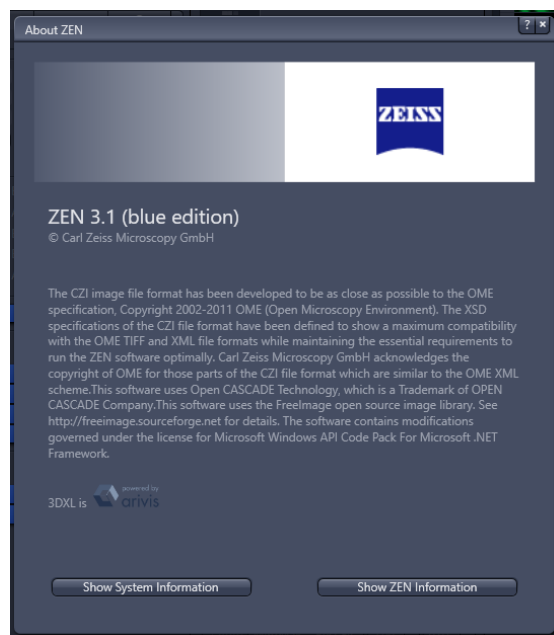 About ZEN
ZEISS
ZEN 3.1 (blue edition)
© Carl Zeiss Microscopy GmbH
The CZI image file format has been developed to be as close as possible to the OME
specification, Copyright 2002-2011 OME (Open Microscopy Environment). The XSD
specifications of the CZI file format have been defined to show a maximum compatibility
with the OME TIFF and XML file formats while maintaining the essential requirements to
run the ZEN software optimally. Carl Zeiss Microscopy GmbH acknowledges the
copyright of OME for those parts of the CZI file format which are similar to the OME XML
scheme.This software uses Open CASCADE Technology, which is a Trademark of OPEN
CASCADE Company.This software uses the FreeImage open source image library. See
http://freeimage.sourceforge.net for details. The software contains modifications
governed under the license for Microsoft Windows API Code Pack For Microsoft .NET
Framework.
powered by
3DXL is arivis
Show System Information Show ZEN Information